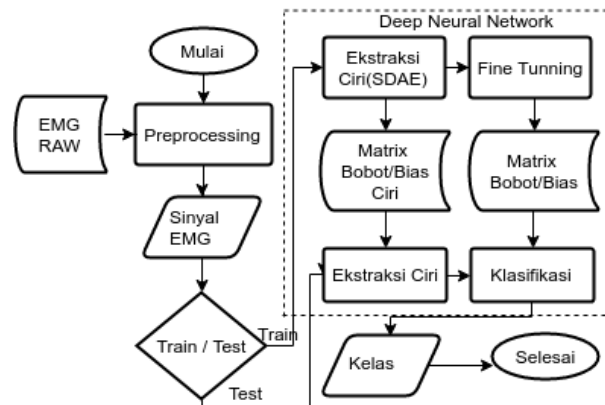 Deep Neural Network
Mulai
Ekstraksi
Ciri(SDAE)
Fine Tunning
EMG
RAW
Preprocessing
Matrix
Bobot/Bias
Ciri
Matrix
Bobot/Bias
Sinyal
EMG
Ekstraksi Ciri
Klasifikasi
Train / Test
Train
Test
Kelas
Selesai